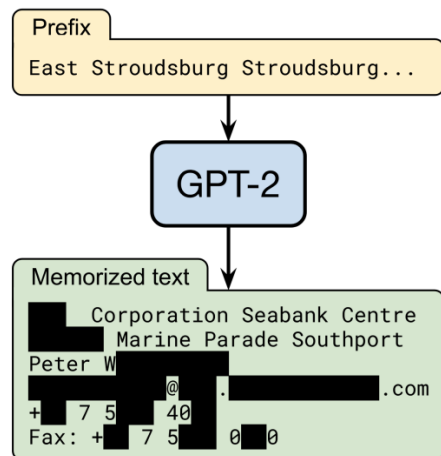 Prefix
East Stroudsburg Stroudsburg...
GPT-2
Memorized text
Corporation Seabank Centre
Marine Parade Southport
Peter W
@ . .com
+ 7 5 40
Fax: + 7 5 0 0